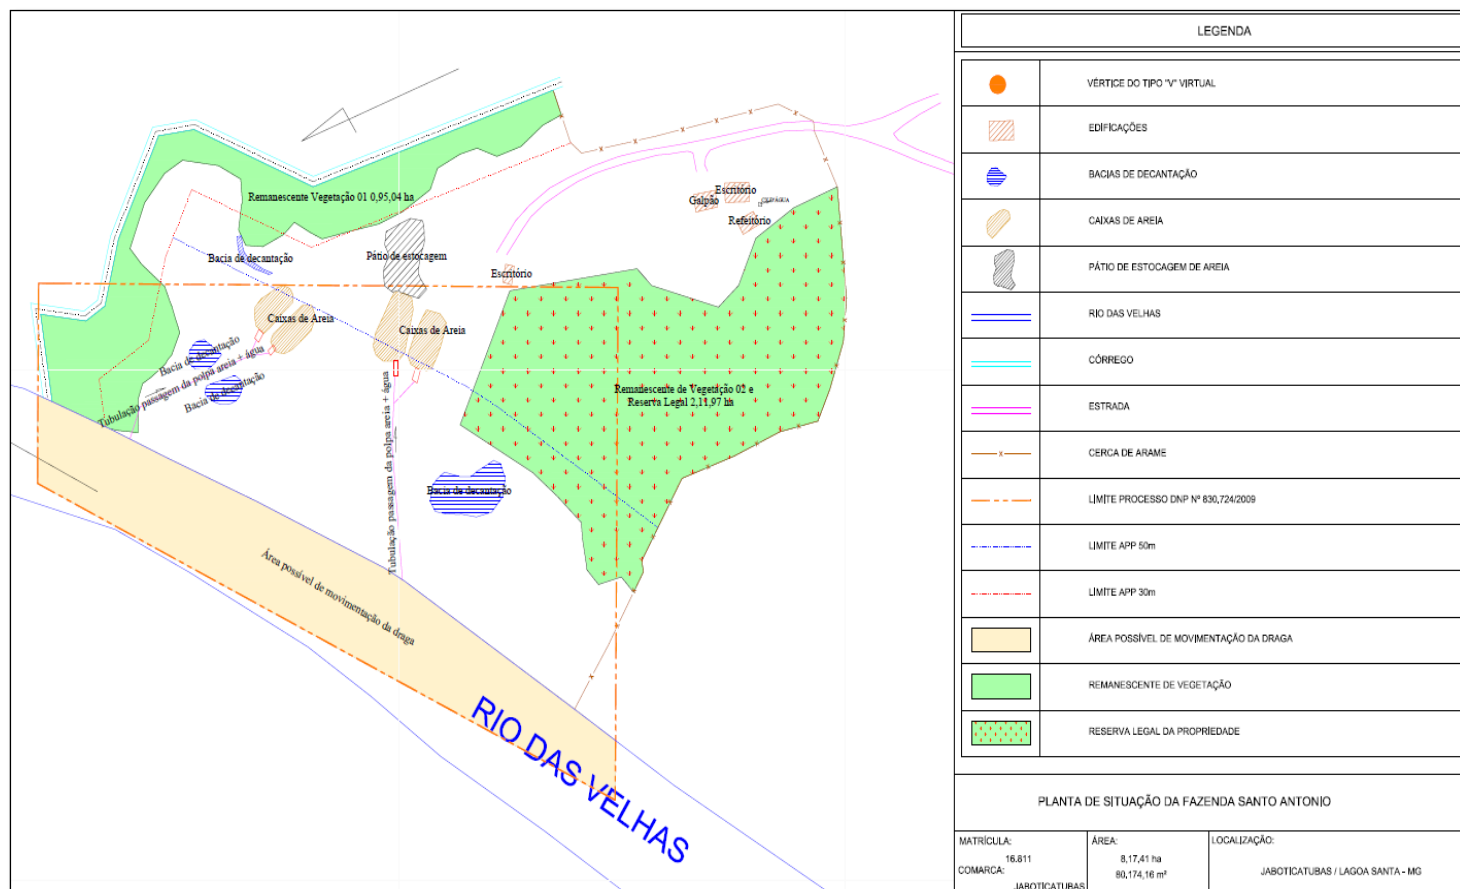 LEGENDA
VÉRTICE DO TIPO "V" VIRTUAL
EDIFICAÇÕES
BACIAS DE DECANTAÇÃO
CAIXAS DE AREIA
PÁTIO DE ESTOCAGEM DE AREIA
RIO DAS VELHAS
CÓRREGO
ESTRADA
CERCA DE ARAME
LIMITE PROCESSO DNP Nº 830.724/2009
LIMITE APP 50m
LIMITE APP 30m
ÁREA POSSÍVEL DE MOVIMENTAÇÃO DA DRAGA
REMANESCENTE DE VEGETAÇÃO
RESERVA LEGAL DA PROPRIEDADE
PLANTA DE SITUAÇÃO DA FAZENDA SANTO ANTONIO
MATRÍCULA:
16.811
COMARCA:
JABOTICATUBAS
ÁREA:
8,17,41 ha
80,174,16 m²
LOCALIZAÇÃO:
JABOTICATUBAS / LAGOA SANTA - MG
Remanescente Vegetação 01 0,95,04 ha
Escritório
Galpão
Refeitório
Bacia de decantação
Pátio de estocagem
Escritório
Caixas de Areia
Caixas de Areia
Bacia de decantação
Tubulação passagem da polpa areia + água
Bacia de decantação
Tubulação passagem da polpa areia + água
Remanescente de Vegetação 02 e
Reserva Legal 2,11,97 ha
Bacia de decantação
Área possível de movimentação da draga
RIO DAS VELHAS